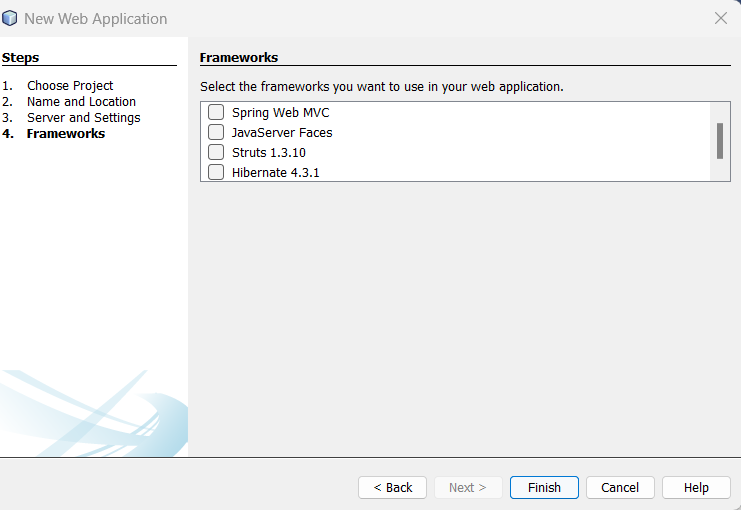 New Web Application
Steps
1. Choose Project
2. Name and Location
3. Server and Settings
4. Frameworks
Frameworks
Select the frameworks you want to use in your web application.
Spring Web MVC
JavaServer Faces
Struts 1.3.10
Hibernate 4.3.1
< Back
Next >
Finish
Cancel
Help